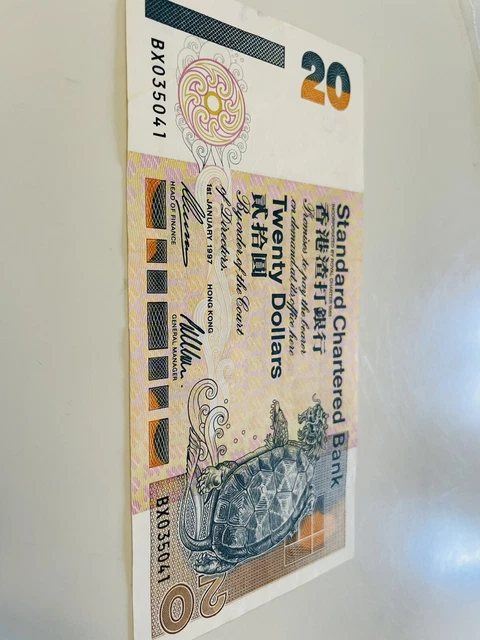 20
BX035041
Standard Chartered Bank
香港渣打銀行
Promises to pay the bearer
on demand at its office here
Twenty Dollars
貳拾圓
By order of the Court
of Directors.
1st JANUARY 1997 HONG KONG
HEAD OF FINANCE
GENERAL MANAGER
BX035041
20